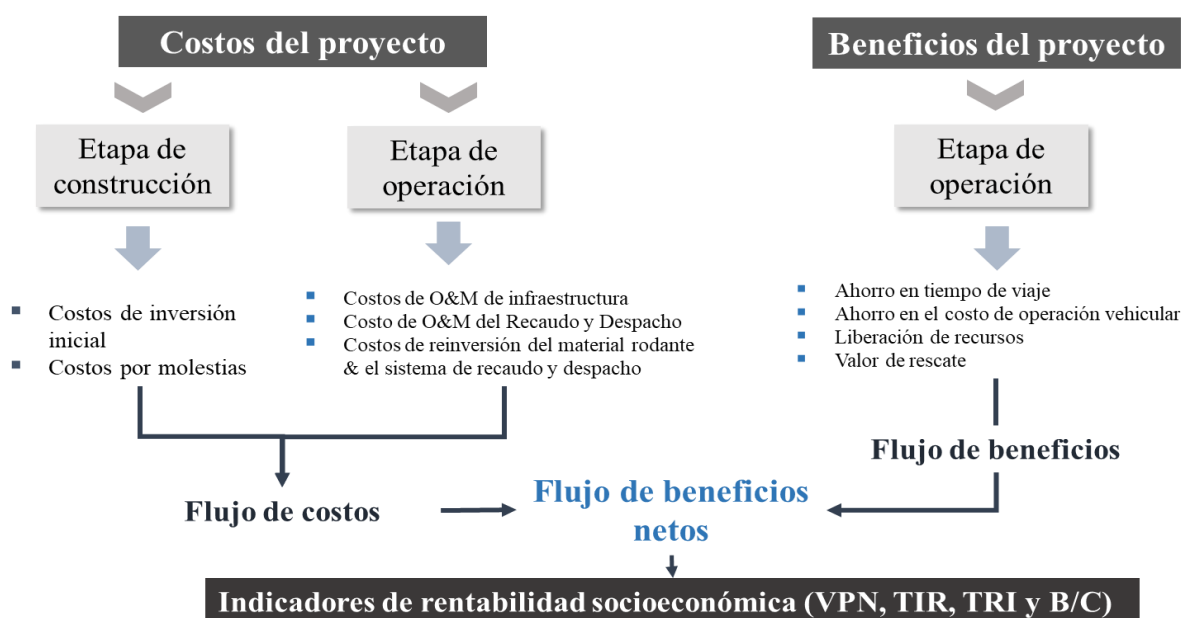 Costos del proyecto
Beneficios del proyecto
Etapa de
construcción
Etapa de
operación
Etapa de
operación
Costos de inversión
inicial
Costos por molestias
Costos de O&M de infraestructura
Costo de O&M del Recaudo y Despacho
Costos de reinversión del material rodante
& el sistema de recaudo y despacho
Ahorro en tiempo de viaje
Ahorro en el costo de operación vehicular
Liberación de recursos
Valor de rescate
Flujo de beneficios
Flujo de costos
Flujo de beneficios
netos
Indicadores de rentabilidad socioeconómica (VPN, TIR, TRI y B/C)